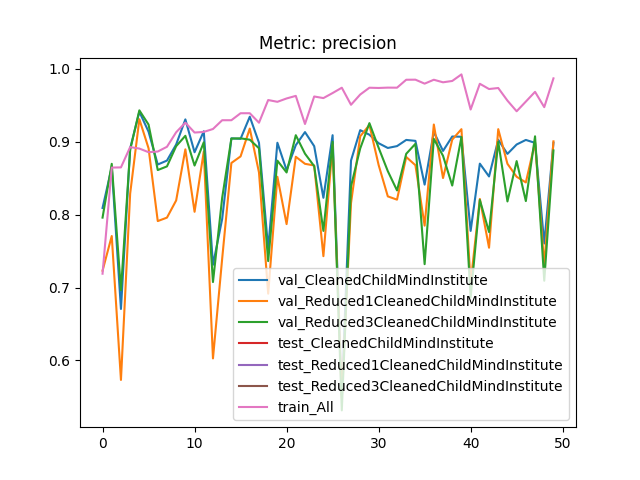 Metric: precision
1.0
0.9
0.8
0.7
0.6
val_CleanedChildMindInstitute
val_Reduced1CleanedChildMindInstitute
val_Reduced3CleanedChildMindInstitute
test_CleanedChildMindInstitute
test_Reduced1CleanedChildMindInstitute
test_Reduced3CleanedChildMindInstitute
train_All
0 10 20 30 40 50